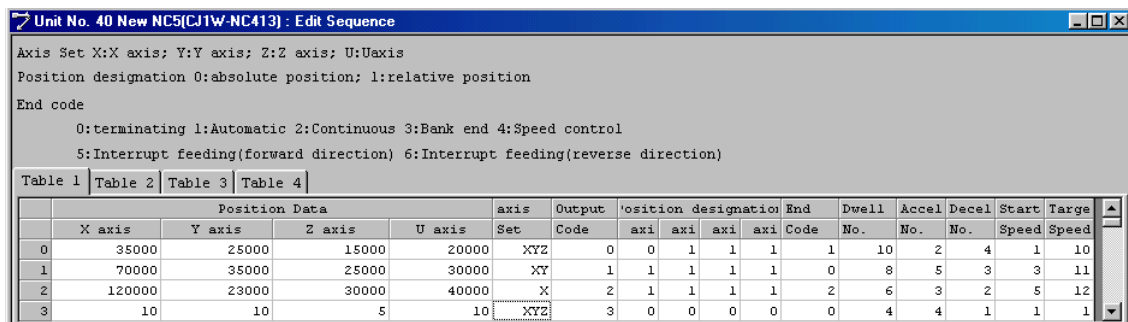 Unit No. 40 New NC5(CJ1W-NC413) : Edit Sequence
Axis Set X:X axis; Y:Y axis; Z:Z axis; U:Uaxis
Position designation 0:absolute position; 1:relative position
End code
0:terminating 1:Automatic 2:Continuous 3:Bank end 4:Speed control
5:Interrupt feeding(forward direction) 6:Interrupt feeding(reverse direction)
Table 1 Table 2 Table 3 Table 4
Position Data axis Output osition designation End Dwell Accel Decel Start Targe
X axis Y axis Z axis U axis Set Code axi axi axi axi Code No. No. No. Speed Speed
0 35000 25000 15000 20000 XYZ 0 0 1 1 1 1 10 2 4 1 10
1 70000 35000 25000 30000 XY 1 1 1 1 1 0 8 5 3 3 11
2 120000 23000 30000 40000 X 2 1 1 1 1 2 6 3 2 5 12
3 10 10 5 10 XYZ 3 0 0 0 0 0 4 4 1 1 1